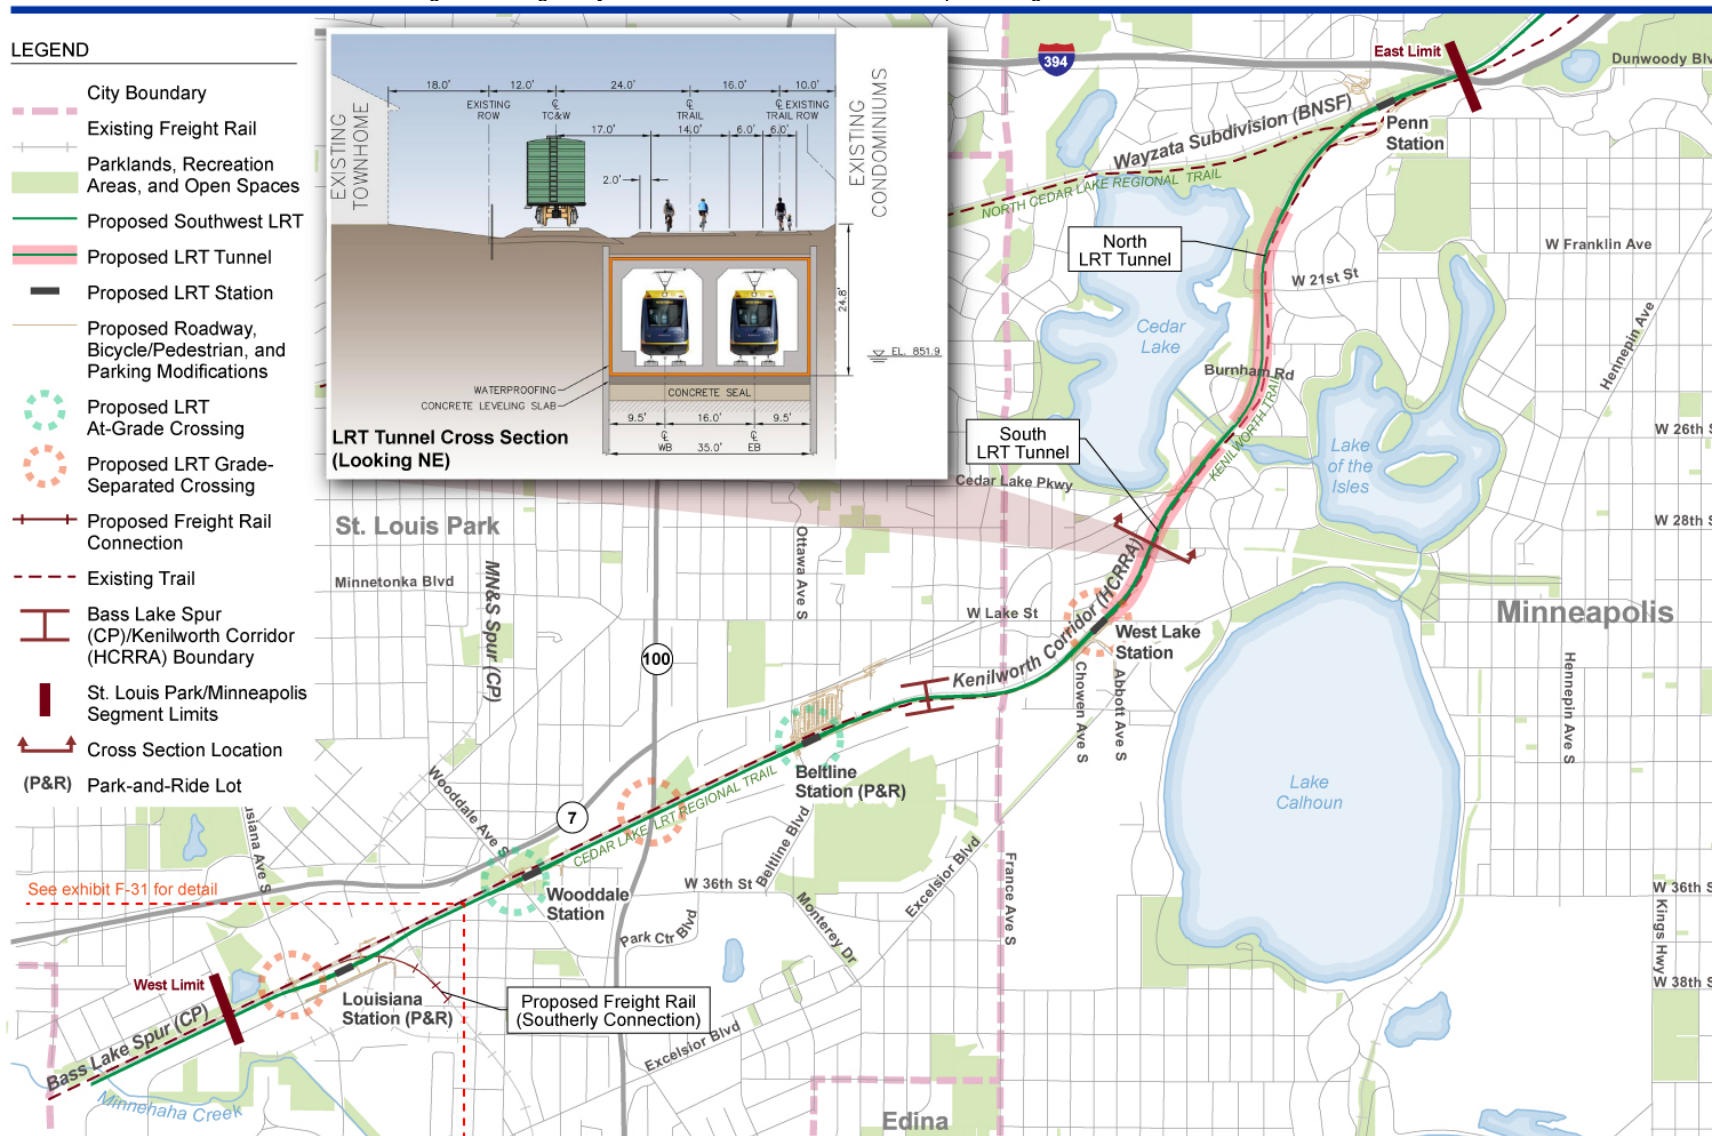 LEGEND
City Boundary
Existing Freight Rail
Parklands, Recreation
Areas, and Open Spaces
Proposed Southwest LRT
Proposed LRT Tunnel
Proposed LRT Station
Proposed Roadway,
Bicycle/Pedestrian, and
Parking Modifications
Proposed LRT
At-Grade Crossing
Proposed LRT Grade-
Separated Crossing
Proposed Freight Rail
Connection
Existing Trail
Bass Lake Spur
(CP)/Kenilworth Corridor
(HCRRA) Boundary
St. Louis Park/Minneapolis
Segment Limits
Cross Section Location
(P&R) Park-and-Ride Lot
18.0' 12.0' 24.0' 16.0' 10.0'
EXISTING
ROW
TC&W
TRAIL
EXISTING
TRAIL ROW
17.0' 14.0' 6.0' 6.0'
2.0'
EXISTING
TOWNHOME
EXISTING
CONDOMINIUMS
24.8'
EL. 851.9
WATERPROOFING
CONCRETE LEVELING SLAB
CONCRETE SEAL
9.5' 16.0' 9.5'
WB 35.0' EB
LRT Tunnel Cross Section
(Looking NE)
394
East Limit
Dunwoody Blv
Wayzata Subdivision (BNSF)
Penn
Station
NORTH CEDAR LAKE REGIONAL TRAIL
North
LRT Tunnel
W Franklin Ave
W 21st St
Cedar
Lake
Hennepin Ave
Burnham Rd
KENILWORTH TRAIL
South
LRT Tunnel
Lake
of the
Isles
W 26th S
Cedar Lake Pkwy
W 28th S
St. Louis Park
Minnetonka Blvd
MN&S Spur (CP)
Ottawa Ave S
W Lake St
Kenilworth Corridor (HCRRA)
West Lake
Station
Minneapolis
100
Chowen Ave S
Abbott Ave S
Hennepin Ave S
Beltline
Station (P&R)
Lake
Calhoun
Wooddale Ave S
7
CEDAR LAKE LRT REGIONAL TRAIL
Beltline Blvd
usiana Ave S
See exhibit F-31 for detail
W 36th St
Wooddale
Station
Excelsior Blvd
France Ave S
W 36th S
Monterey Dr
Park Ctr Blvd
Kings Hwy
W 38th S
West Limit
Louisiana
Station (P&R)
Proposed Freight Rail
(Southerly Connection)
Bass Lake Spur (CP)
Excelsior Blvd
Minnehaha Creek
Edina